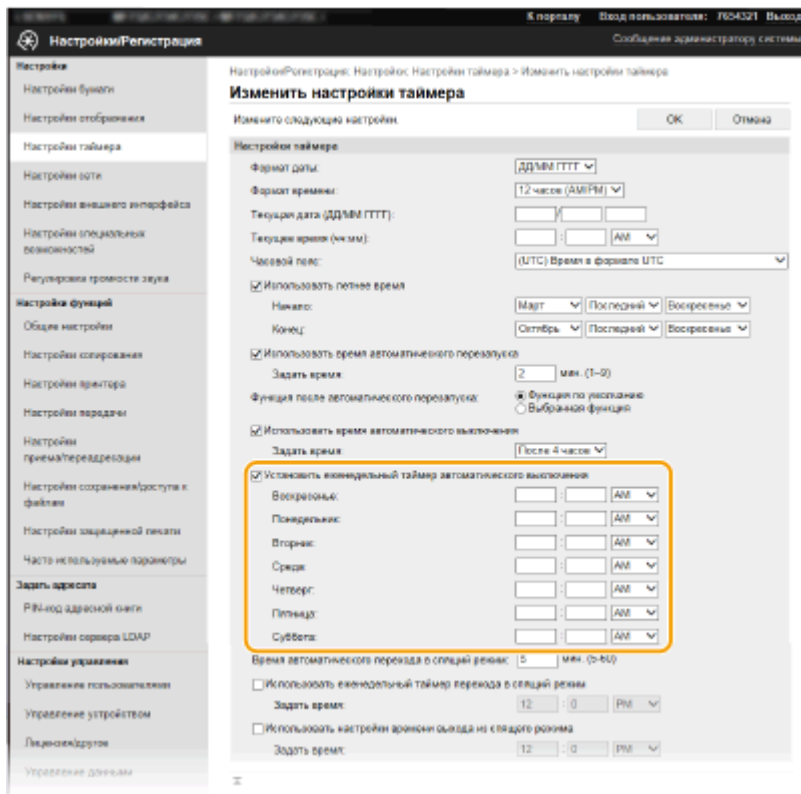 К порталу Вход пользователя: 7654321 Выход
Настройки/Регистрация
Сообщение администратору системы
Настройки
Настройки бумаги
Настройки отображения
Настройки таймера
Настройки сети
Настройки внешнего интерфейса
Настройки специальных
возможностей
Регулировка громкости звука
Настройки функций
Общие настройки
Настройки копирования
Настройки принтера
Настройки передачи
Настройки
приема/переадресации
Настройки сохранения/доступа к
файлам
Настройки защищенной печати
Часто используемые параметры
Задать адресата
PIN-код адресной книги
Настройки сервера LDAP
Настройки управления
Управление пользователями
Управление устройством
Лицензия/другое
Управление данными
Настройки/Регистрация: Настройки: Настройки таймера > Изменить настройки таймера
Изменить настройки таймера
Измените следующие настройки.
OK Отмена
Настройки таймера
Формат даты: ДД/ММ ГГГГ
Формат времени: 12 часов (AM/PM)
Текущая дата (ДД/ММ ГГГГ): /
Текущее время (чч:мм): : AM
Часовой пояс: (UTC) Время в формате UTC
Использовать летнее время
Начало: Март Последний Воскресенье
Конец: Октябрь Последний Воскресенье
Использовать время автоматического перезапуска
Задать время: 2 мин. (1–9)
Функция после автоматического перезапуска: Функция по умолчанию
Выбранная функция
Использовать время автоматического выключения
Задать время: После 4 часов
Установить еженедельный таймер автоматического выключения
Воскресенье: : AM
Понедельник: : AM
Вторник: : AM
Среда: : AM
Четверг: : AM
Пятница: : AM
Суббота: : AM
Время автоматического перехода в спящий режим: 5 мин. (5-60)
Использовать еженедельный таймер перехода в спящий режим
Задать время: 12 : 0 PM
Использовать настройки времени выхода из спящего режима
Задать время: 12 : 0 PM